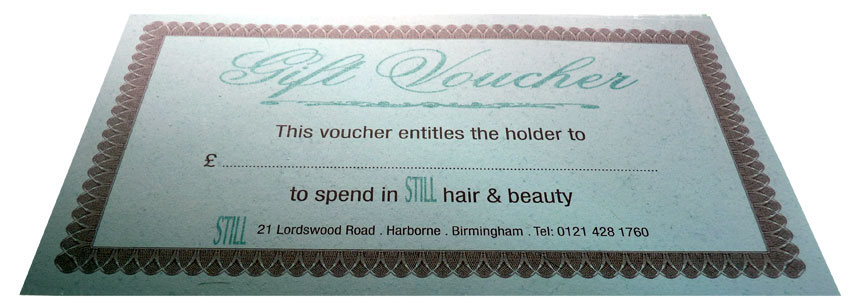 Gift Voucher
This voucher entitles the holder to
£ ..........................................................................................
to spend in STILL hair & beauty
STILL 21 Lordswood Road . Harborne . Birmingham . Tel: 0121 428 1760